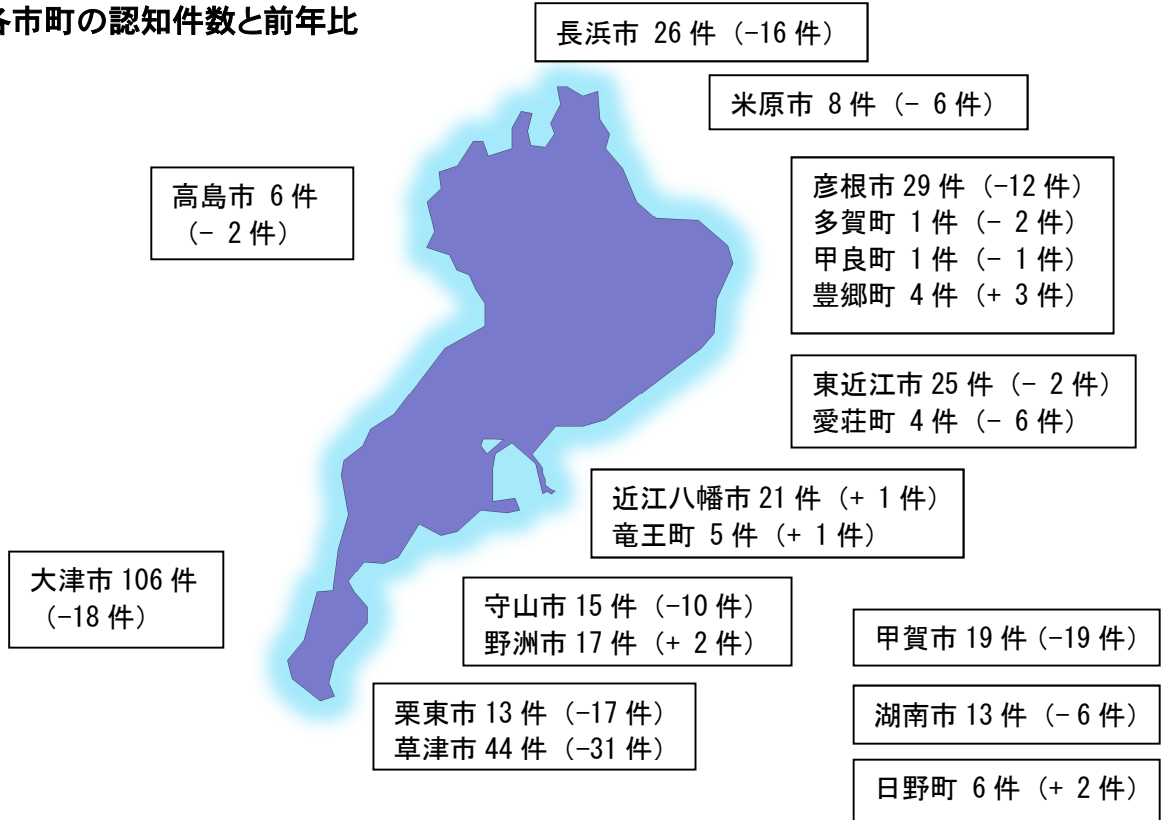 各市町の認知件数と前年比
長浜市 26 件（-16 件）
米原市 8 件（- 6 件）
高島市 6 件
（- 2 件）
彦根市 29 件（-12 件）
多賀町 1 件（- 2 件）
甲良町 1 件（- 1 件）
豊郷町 4 件（+ 3 件）
東近江市 25 件（- 2 件）
愛荘町 4 件（- 6 件）
近江八幡市 21 件（+ 1 件）
竜王町 5 件（+ 1 件）
大津市 106 件
（-18 件）
守山市 15 件（-10 件）
野洲市 17 件（+ 2 件）
甲賀市 19 件（-19 件）
栗東市 13 件（-17 件）
草津市 44 件（-31 件）
湖南市 13 件（- 6 件）
日野町 6 件（+ 2 件）